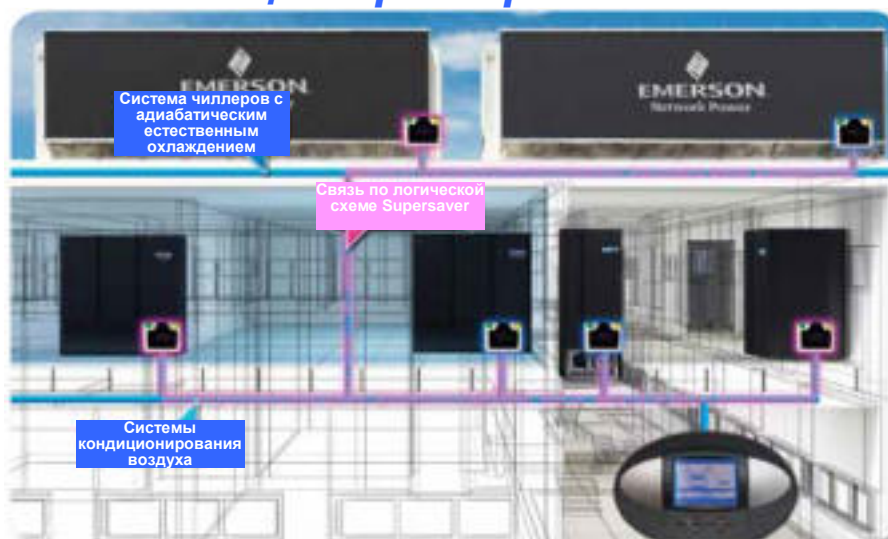 EMERSON
EMERSON
Network Power
Система чиллеров с
адиабатическим
естественным
охлаждением
Связь по логической
схеме Supersaver
Системы
кондиционирования
воздуха